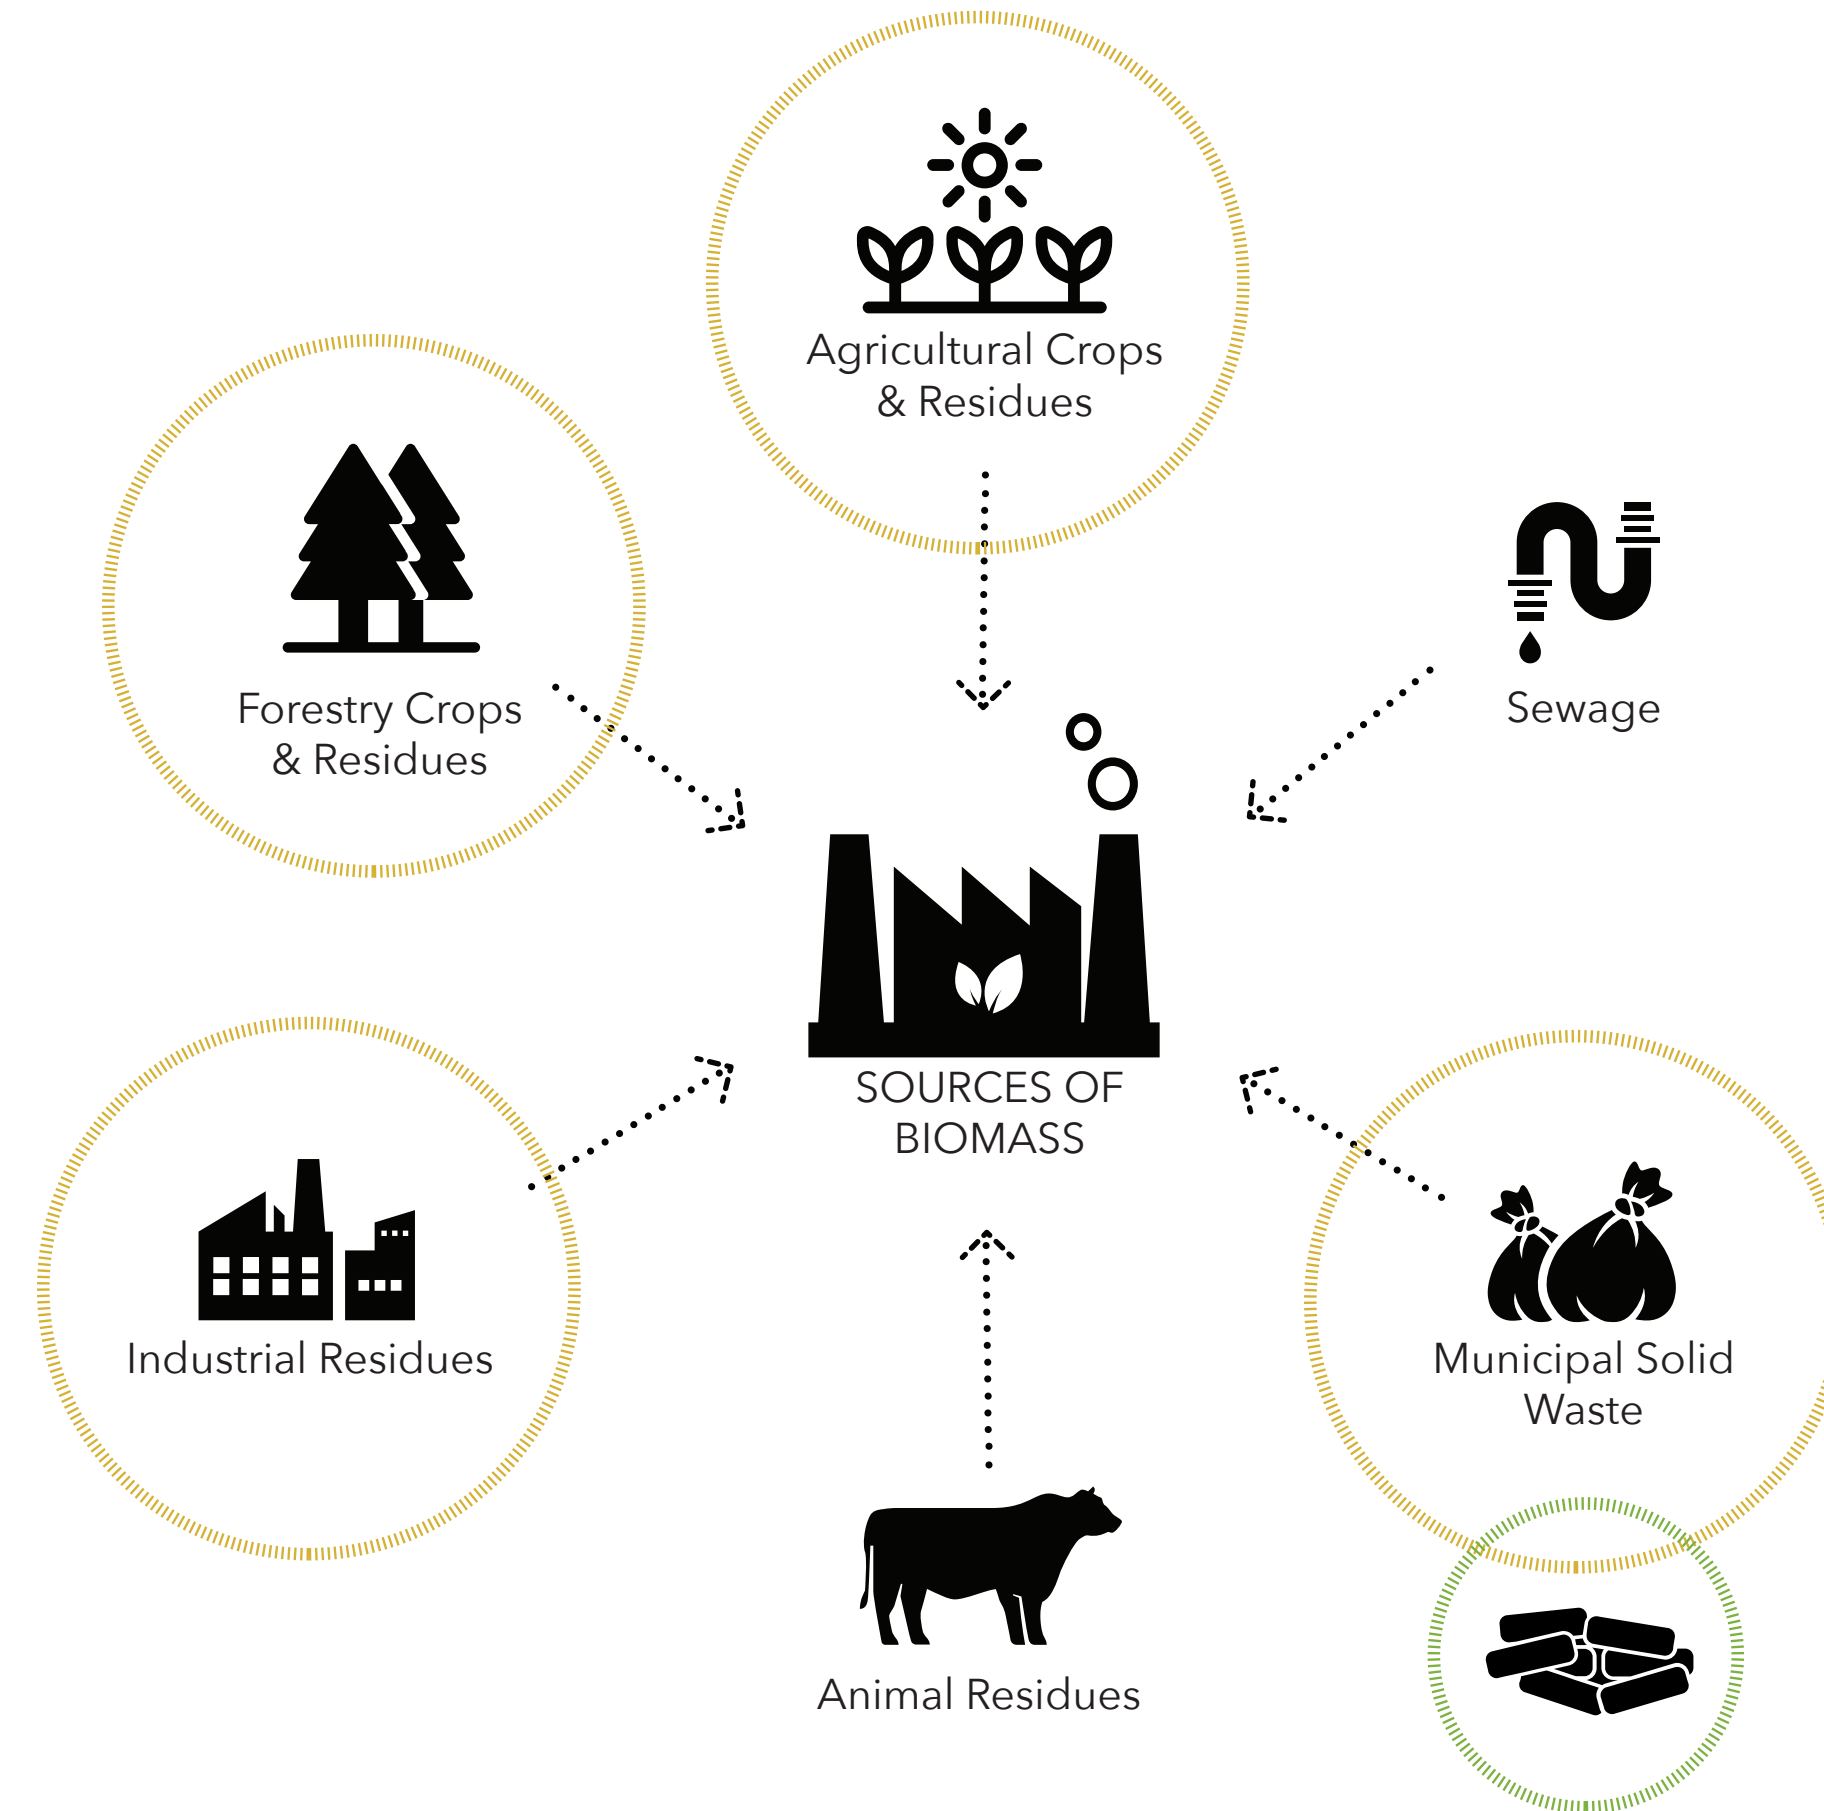 Agricultural Crops
& Residues
Forestry Crops
& Residues
Sewage
SOURCES OF
BIOMASS
Industrial Residues
Municipal Solid
Waste
Animal Residues